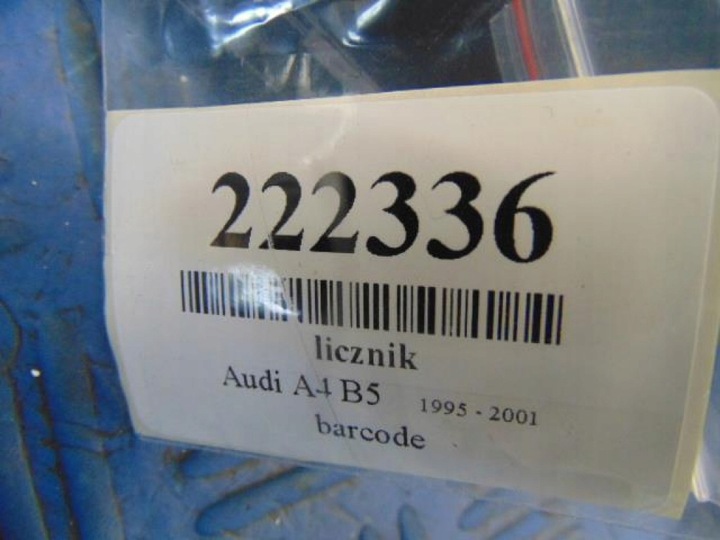 222336
licznik
Audi A4 B5 1995 - 2001
barcode